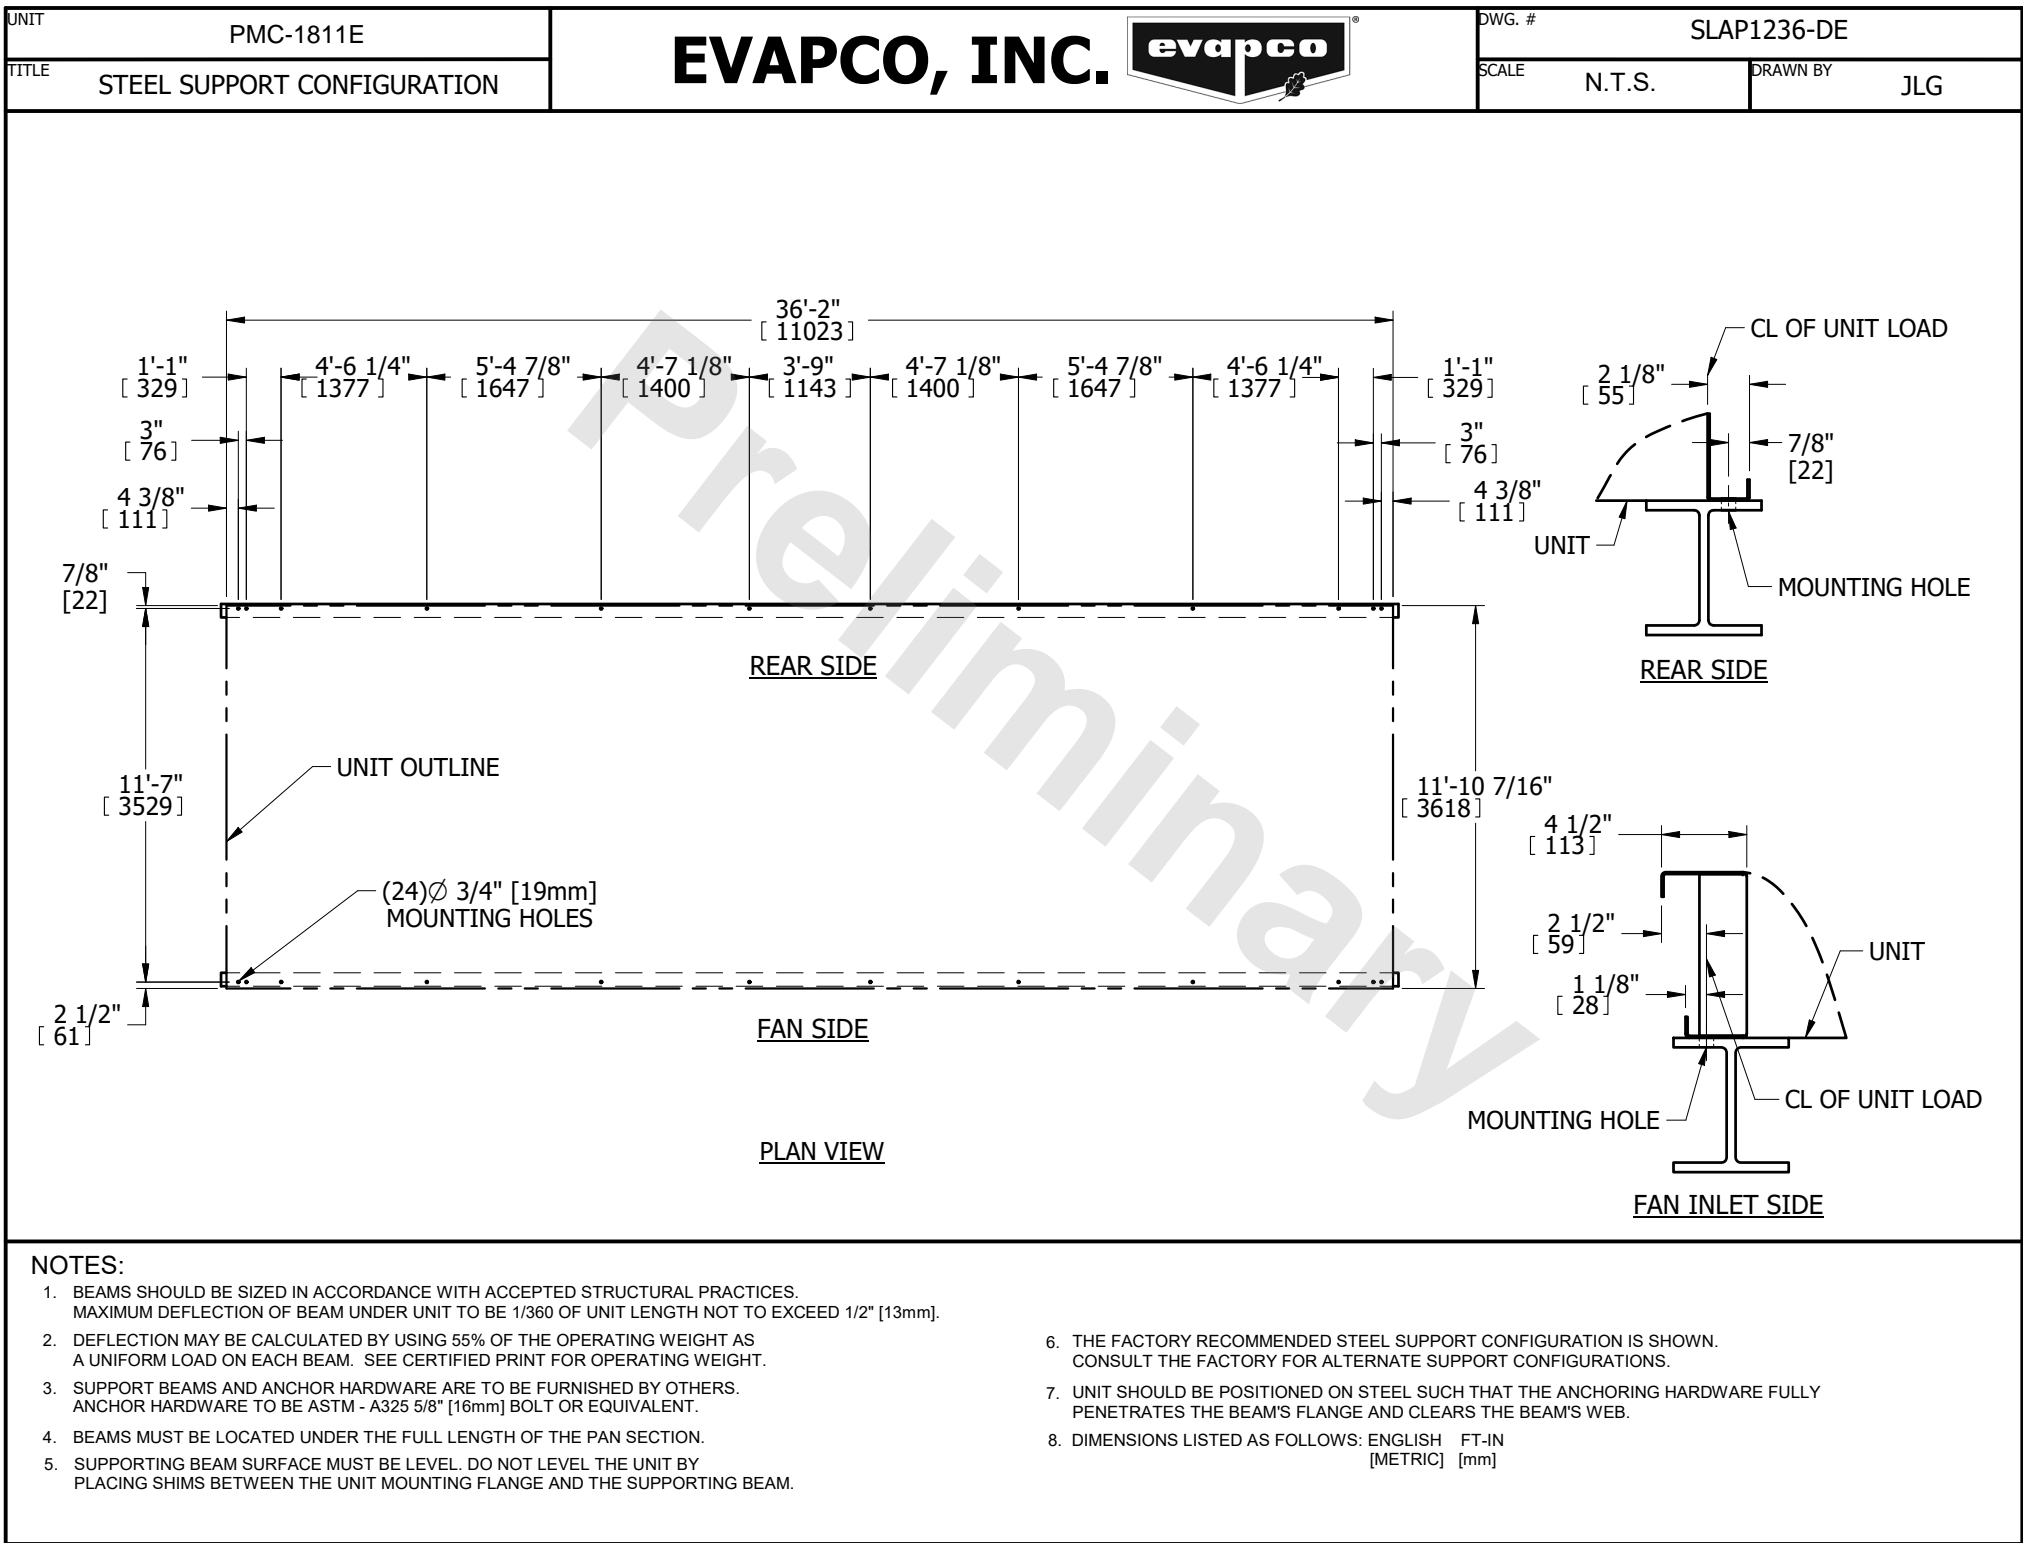 UNIT
PMC-1811E
TITLE
STEEL SUPPORT CONFIGURATION
EVAPCO, INC.
evapco®
DWG. #
SLAP1236-DE
SCALE
N.T.S.
DRAWN BY
JLG
36'-2"
[ 11023]
1'-1"
[ 329]
4'-6 1/4"
[ 1377 ]
5'-4 7/8"
[ 1647 ]
4'-7 1/8"
[ 1400 ]
3'-9"
[ 1143 ]
4'-7 1/8"
[ 1400 ]
5'-4 7/8"
[ 1647 ]
4'-6 1/4"
[ 1377 ]
1'-1"
[ 329]
3"
[ 76]
3"
[ 76]
4 3/8"
[ 111]
4 3/8"
[ 111]
7/8"
[22]
REAR SIDE
UNIT OUTLINE
11'-7"
[ 3529]
11'-10 7/16"
[ 3618]
(24)Ø 3/4" [19mm]
MOUNTING HOLES
2 1/2"
[ 61]
FAN SIDE
PLAN VIEW
Preliminary
CL OF UNIT LOAD
2 1/8"
[ 55]
7/8"
[22]
UNIT
MOUNTING HOLE
REAR SIDE
4 1/2"
[ 113]
2 1/2"
[ 59]
1 1/8"
[ 28]
UNIT
CL OF UNIT LOAD
MOUNTING HOLE
FAN INLET SIDE
NOTES:
1. BEAMS SHOULD BE SIZED IN ACCORDANCE WITH ACCEPTED STRUCTURAL PRACTICES.
MAXIMUM DEFLECTION OF BEAM UNDER UNIT TO BE 1/360 OF UNIT LENGTH NOT TO EXCEED 1/2" [13mm].
2. DEFLECTION MAY BE CALCULATED BY USING 55% OF THE OPERATING WEIGHT AS
A UNIFORM LOAD ON EACH BEAM. SEE CERTIFIED PRINT FOR OPERATING WEIGHT.
3. SUPPORT BEAMS AND ANCHOR HARDWARE ARE TO BE FURNISHED BY OTHERS.
ANCHOR HARDWARE TO BE ASTM - A325 5/8" [16mm] BOLT OR EQUIVALENT.
4. BEAMS MUST BE LOCATED UNDER THE FULL LENGTH OF THE PAN SECTION.
5. SUPPORTING BEAM SURFACE MUST BE LEVEL. DO NOT LEVEL THE UNIT BY
PLACING SHIMS BETWEEN THE UNIT MOUNTING FLANGE AND THE SUPPORTING BEAM.
6. THE FACTORY RECOMMENDED STEEL SUPPORT CONFIGURATION IS SHOWN.
CONSULT THE FACTORY FOR ALTERNATE SUPPORT CONFIGURATIONS.
7. UNIT SHOULD BE POSITIONED ON STEEL SUCH THAT THE ANCHORING HARDWARE FULLY
PENETRATES THE BEAM'S FLANGE AND CLEARS THE BEAM'S WEB.
8. DIMENSIONS LISTED AS FOLLOWS: ENGLISH FT-IN
[METRIC] [mm]